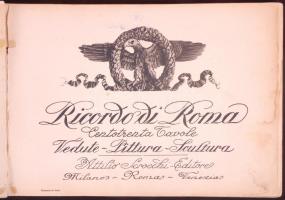 Ricordo di Roma
Centotrenta Tavole
Vedute - Pittura - Scultura
Attilio Scrocchi - Editore
Milano - Roma - Venezia